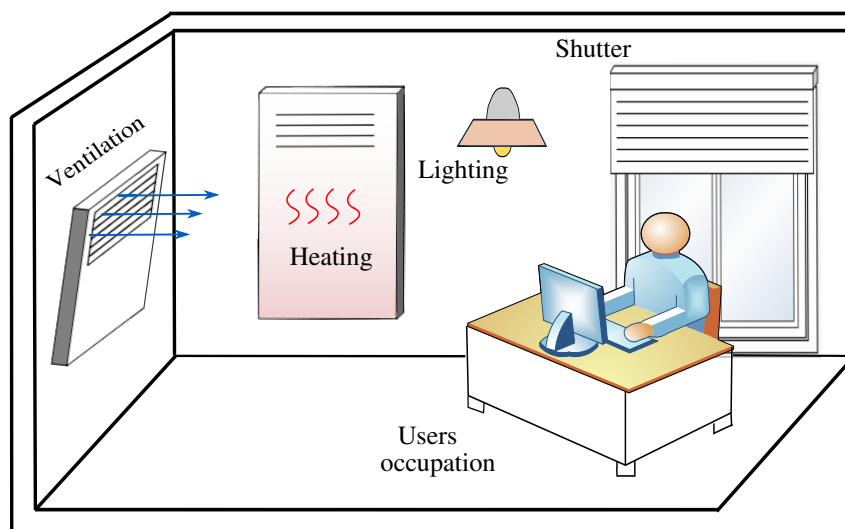 Shutter
Ventilation
Lighting
Heating
Users
occupation